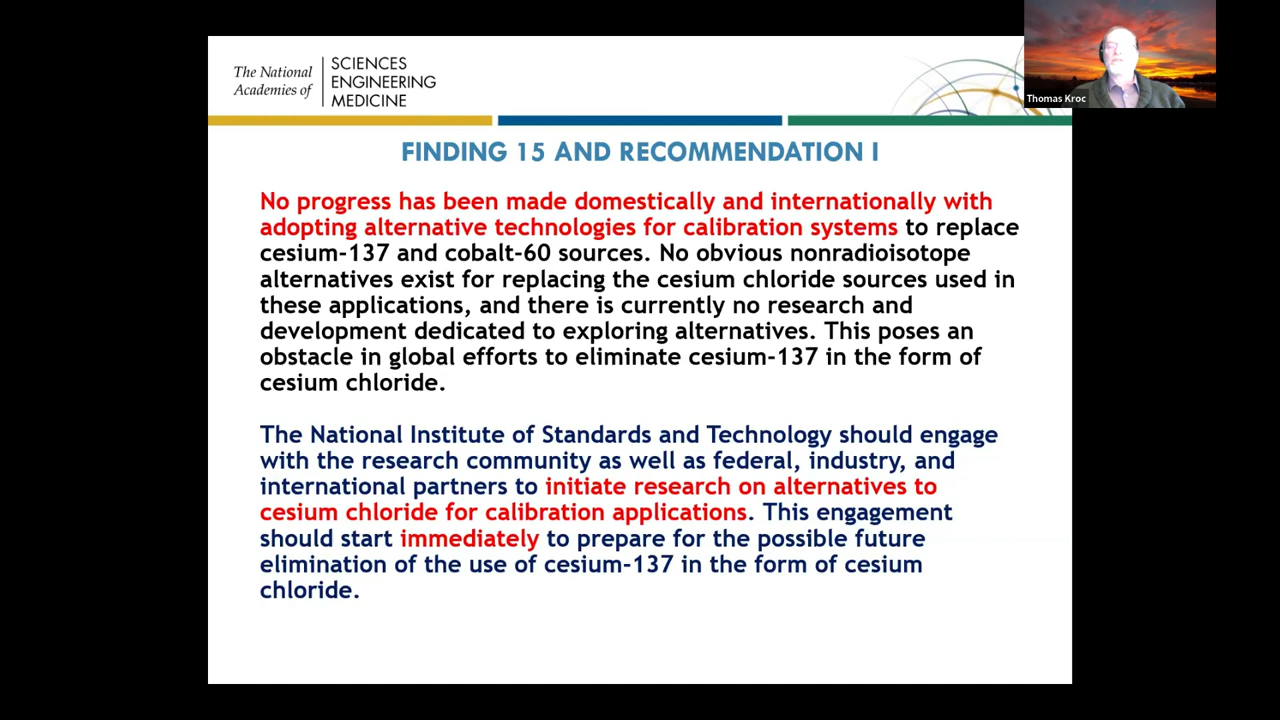 The National
Academies of
SCIENCES
ENGINEERING
MEDICINE
Thomas Kroc
FINDING 15 AND RECOMMENDATION I
No progress has been made domestically and internationally with
adopting alternative technologies for calibration systems to replace
cesium-137 and cobalt-60 sources. No obvious nonradioisotope
alternatives exist for replacing the cesium chloride sources used in
these applications, and there is currently no research and
development dedicated to exploring alternatives. This poses an
obstacle in global efforts to eliminate cesium-137 in the form of
cesium chloride.
The National Institute of Standards and Technology should engage
with the research community as well as federal, industry, and
international partners to initiate research on alternatives to
cesium chloride for calibration applications. This engagement
should start immediately to prepare for the possible future
elimination of the use of cesium-137 in the form of cesium
chloride.